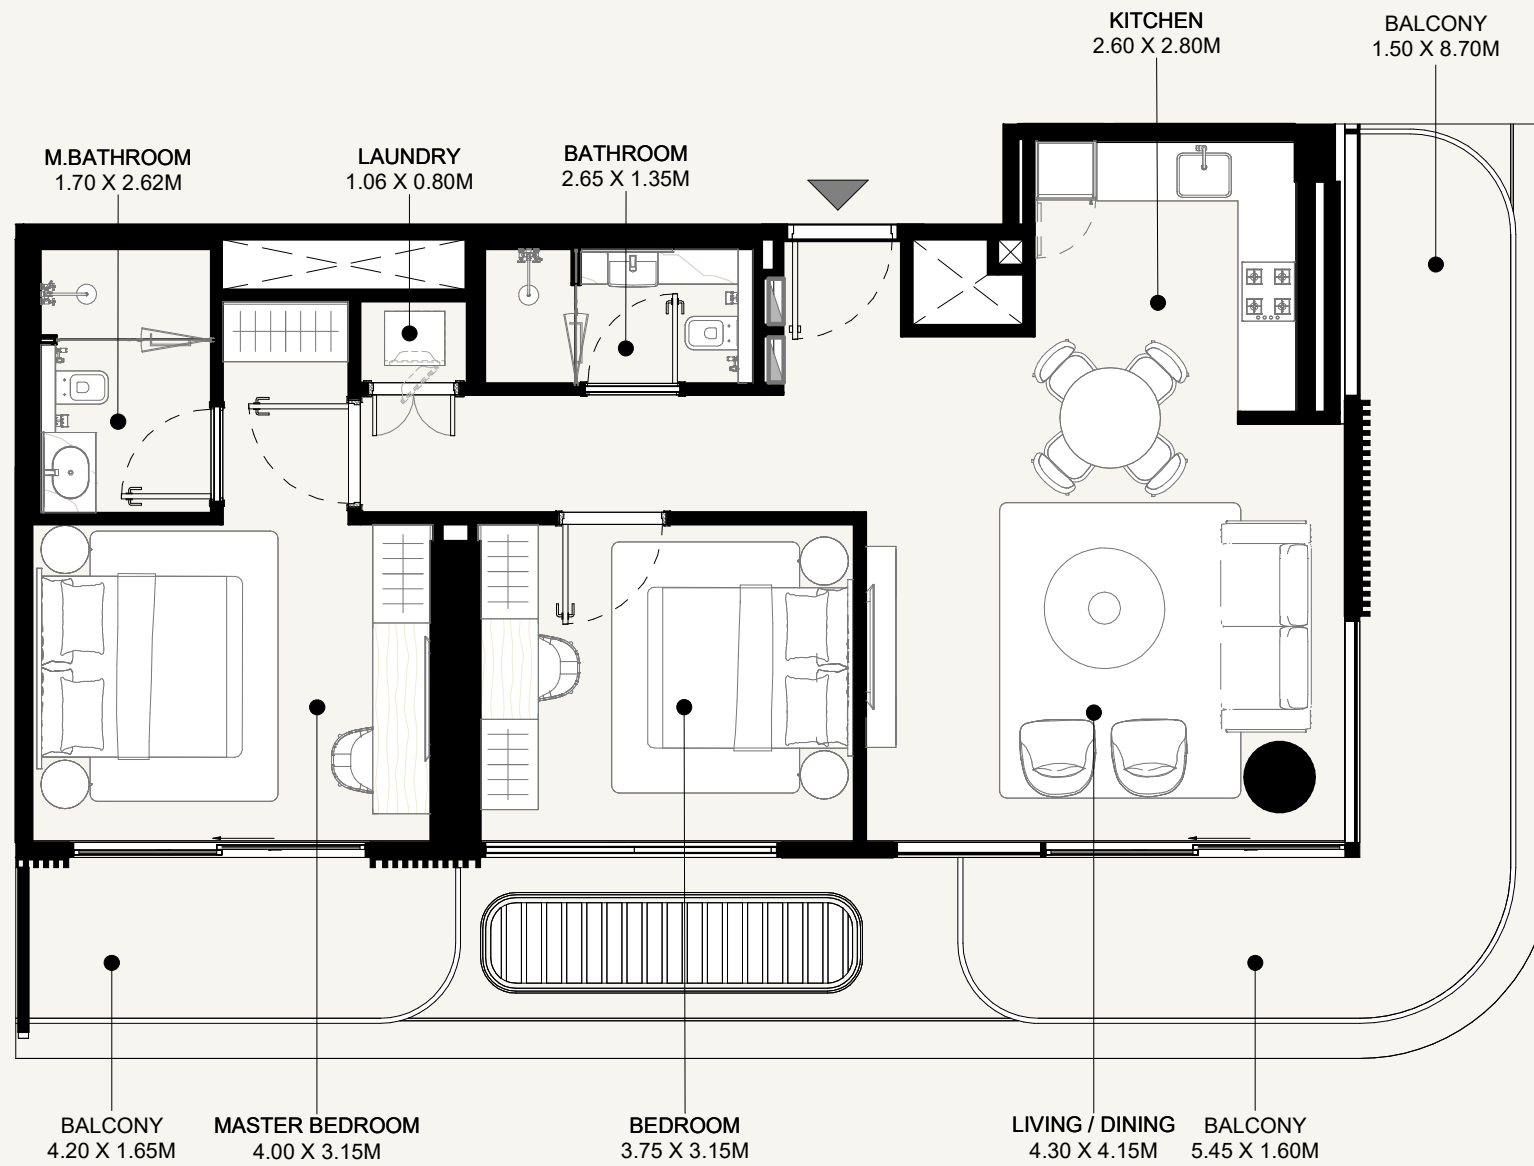 KITCHEN
2.60 X 2.80M
BALCONY
1.50 X 8.70M
M.BATHROOM
1.70 X 2.62M
LAUNDRY
1.06 X 0.80M
BATHROOM
2.65 X 1.35M
BALCONY
4.20 X 1.65M
MASTER BEDROOM
4.00 X 3.15M
BEDROOM
3.75 X 3.15M
LIVING / DINING
4.30 X 4.15M
BALCONY
5.45 X 1.60M